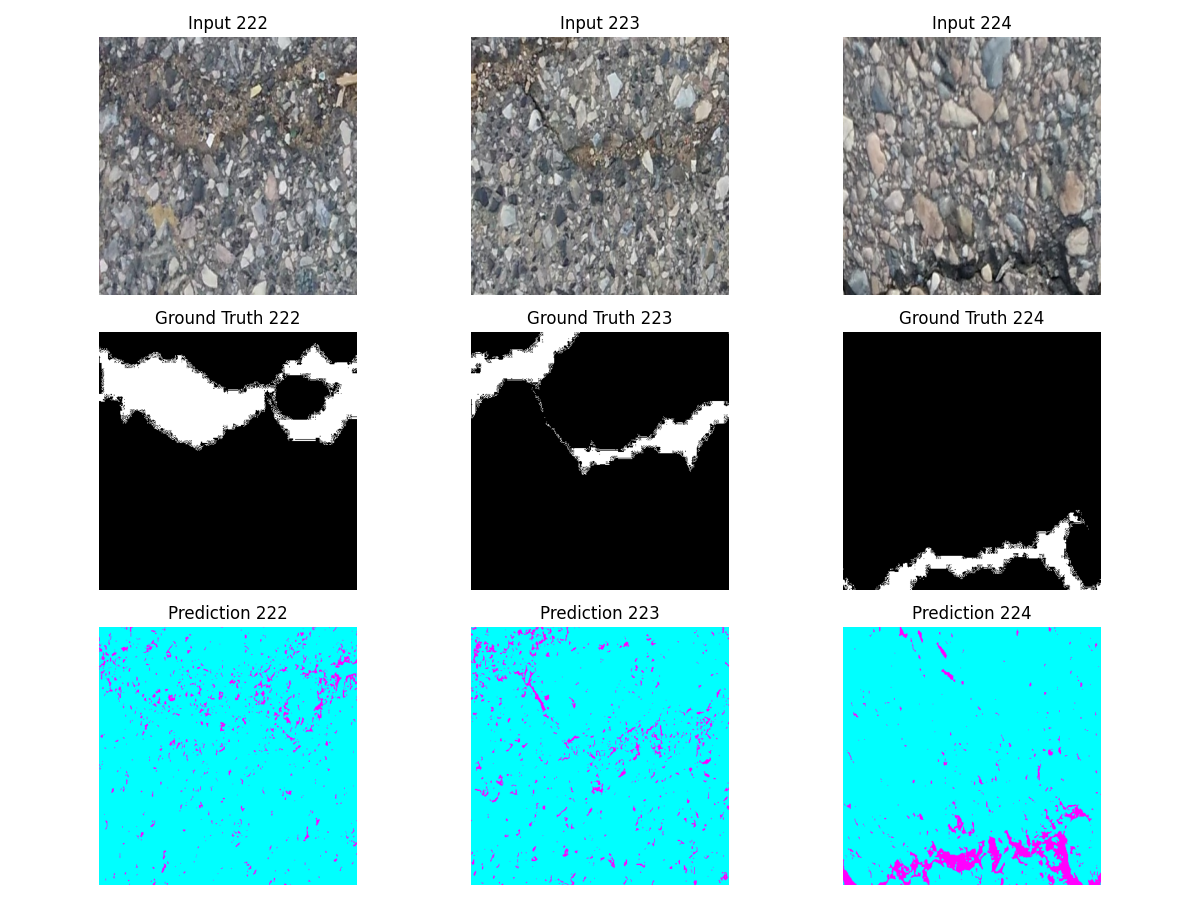 Input 222
Input 223
Input 224
Ground Truth 222
Ground Truth 223
Ground Truth 224
Prediction 222
Prediction 223
Prediction 224